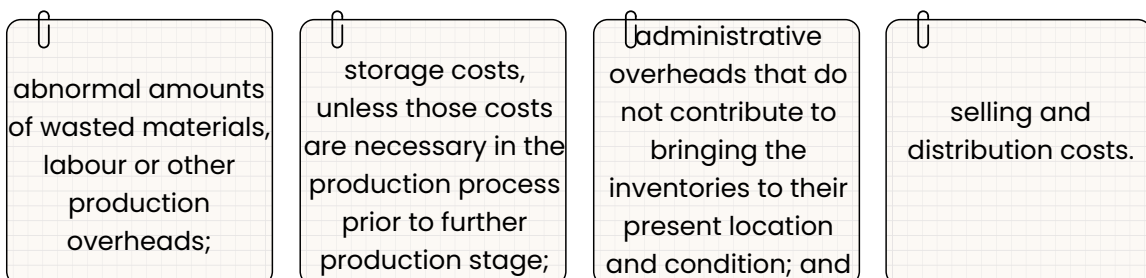 abnormal amounts
of wasted materials,
labour or other
production
overheads;
storage costs,
unless those costs
are necessary in the
production process
prior to further
production stage;
administrative
overheads that do
not contribute to
bringing the
inventories to their
present location
and condition; and
selling and
distribution costs.